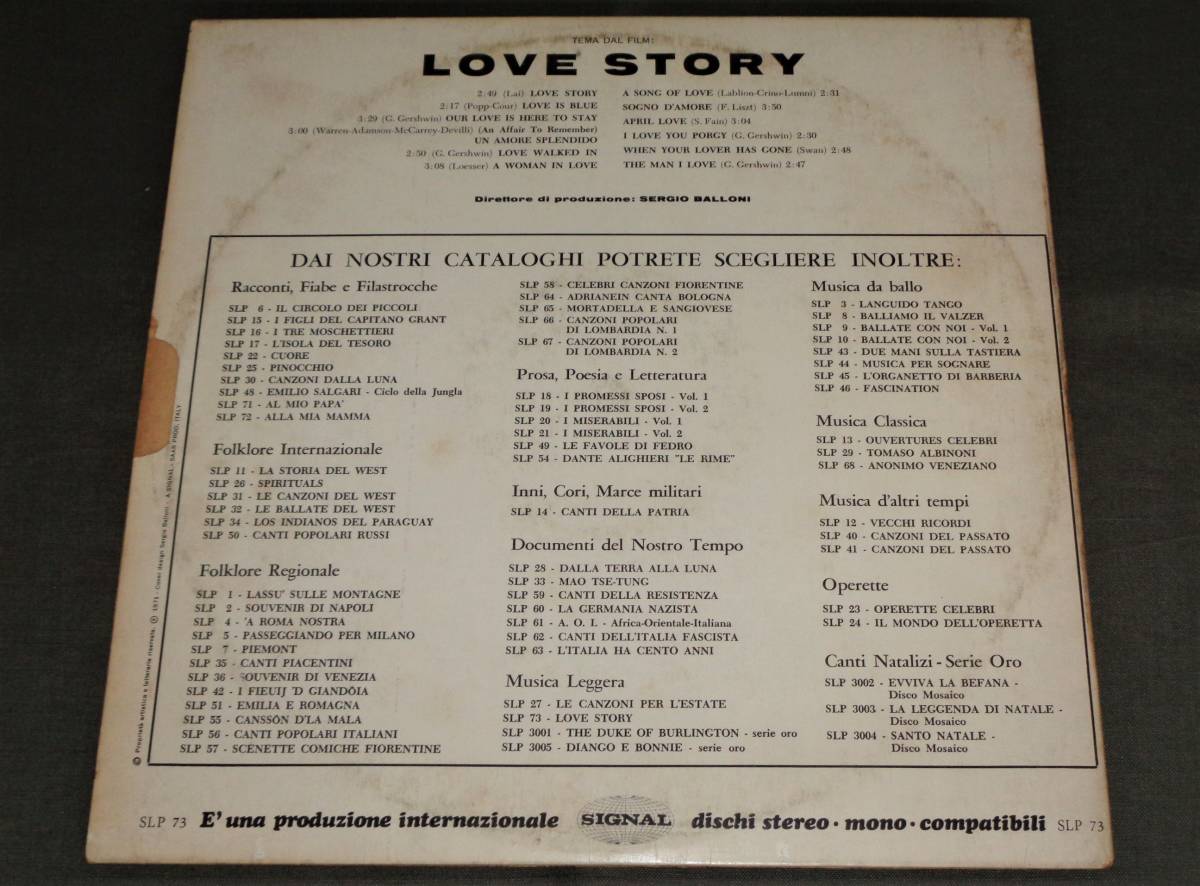 TEMA DAL FILM:
LOVE STORY
2:49 (Lai) LOVE STORY
2:17 (Popp-Cour) LOVE IS BLUE
3:29 (G. Gershwin) OUR LOVE IS HERE TO STAY
3:00 (Warren-Adamson-McCarrey-Devilli) (An Affair To Remember)
UN AMORE SPLENDIDO
2:50 (G. Gershwin) LOVE WALKED IN
3:08 (Loesser) A WOMAN IN LOVE
A SONG OF LOVE (Lablion-Crino-Lumni) 2:31
SOGNO D'AMORE (F. Liszt) 3:50
APRIL LOVE (S. Fain) 3:04
I LOVE YOU PORGY (G. Gershwin) 2:30
WHEN YOUR LOVER HAS GONE (Swan) 2:48
THE MAN I LOVE (G. Gershwin) 2:47
Direttore di produzione: SERGIO BALLONI
DAI NOSTRI CATALOGHI POTRETE SCEGLIERE INOLTRE:
Racconti, Fiabe e Filastrocche
SLP 6 - IL CIRCOLO DEI PICCOLI
SLP 15 - I FIGLI DEL CAPITANO GRANT
SLP 16 - I TRE MOSCHETTIERI
SLP 17 - L'ISOLA DEL TESORO
SLP 22 - CUORE
SLP 25 - PINOCCHIO
SLP 30 - CANZONI DALLA LUNA
SLP 48 - EMILIO SALGARI - Ciclo della Jungla
SLP 71 - AL MIO PAPA'
SLP 72 - ALLA MIA MAMMA
Folklore Internazionale
SLP 11 - LA STORIA DEL WEST
SLP 26 - SPIRITUALS
SLP 31 - LE CANZONI DEL WEST
SLP 32 - LE BALLATE DEL WEST
SLP 34 - LOS INDIANOS DEL PARAGUAY
SLP 50 - CANTI POPOLARI RUSSI
Folklore Regionale
SLP 1 - LASSU' SULLE MONTAGNE
SLP 2 - SOUVENIR DI NAPOLI
SLP 4 - 'A ROMA NOSTRA
SLP 5 - PASSEGGIANDO PER MILANO
SLP 7 - PIEMONT
SLP 35 - CANTI PIACENTINI
SLP 36 - SOUVENIR DI VENEZIA
SLP 42 - I FIEUIJ 'D GIANDÖIA
SLP 51 - EMILIA E ROMAGNA
SLP 55 - CANSSÔN D'LA MALA
SLP 56 - CANTI POPOLARI ITALIANI
SLP 57 - SCENETTE COMICHE FIORENTINE
SLP 58 - CELEBRI CANZONI FIORENTINE
SLP 64 - ADRIANEIN CANTA BOLOGNA
SLP 65 - MORTADELLA E SANGIOVESE
SLP 66 - CANZONI POPOLARI
DI LOMBARDIA N. 1
SLP 67 - CANZONI POPOLARI
DI LOMBARDIA N. 2
Prosa, Poesia e Letteratura
SLP 18 - I PROMESSI SPOSI - Vol. 1
SLP 19 - I PROMESSI SPOSI - Vol. 2
SLP 20 - I MISERABILI - Vol. 1
SLP 21 - I MISERABILI - Vol. 2
SLP 49 - LE FAVOLE DI FEDRO
SLP 54 - DANTE ALIGHIERI "LE RIME"
Inni, Cori, Marce militari
SLP 14 - CANTI DELLA PATRIA
Documenti del Nostro Tempo
SLP 28 - DALLA TERRA ALLA LUNA
SLP 33 - MAO TSE-TUNG
SLP 59 - CANTI DELLA RESISTENZA
SLP 60 - LA GERMANIA NAZISTA
SLP 61 - A. O. I. - Africa-Orientale-Italiana
SLP 62 - CANTI DELL'ITALIA FASCISTA
SLP 63 - L'ITALIA HA CENTO ANNI
Musica Leggera
SLP 27 - LE CANZONI PER L'ESTATE
SLP 73 - LOVE STORY
SLP 3001 - THE DUKE OF BURLINGTON - serie oro
SLP 3005 - DIANGO E BONNIE - serie oro
Musica da ballo
SLP 3 - LANGUIDO TANGO
SLP 8 - BALLIAMO IL VALZER
SLP 9 - BALLATE CON NOI - Vol. 1
SLP 10 - BALLATE CON NOI - Vol. 2
SLP 43 - DUE MANI SULLA TASTIERA
SLP 44 - MUSICA PER SOGNARE
SLP 45 - L'ORGANETTO DI BARBERIA
SLP 46 - FASCINATION
Musica Classica
SLP 13 - OUVERTURES CELEBRI
SLP 29 - TOMASO ALBINONI
SLP 68 - ANONIMO VENEZIANO
Musica d'altri tempi
SLP 12 - VECCHI RICORDI
SLP 40 - CANZONI DEL PASSATO
SLP 41 - CANZONI DEL PASSATO
Operette
SLP 23 - OPERETTE CELEBRI
SLP 24 - IL MONDO DELL'OPERETTA
Canti Natalizi - Serie Oro
SLP 3002 - EVVIVA LA BEFANA -
Disco Mosaico
SLP 3003 - LA LEGGENDA DI NATALE -
Disco Mosaico
SLP 3004 - SANTO NATALE -
Disco Mosaico
© Proprietà artistica e letteraria riservata. Ⓟ 1971 - Cover design Sergio Balloni - A SIGNAL - SAAR PROD. ITALY
SLP 73 E' una produzione internazionale SIGNAL dischi stereo · mono · compatibili SLP 73